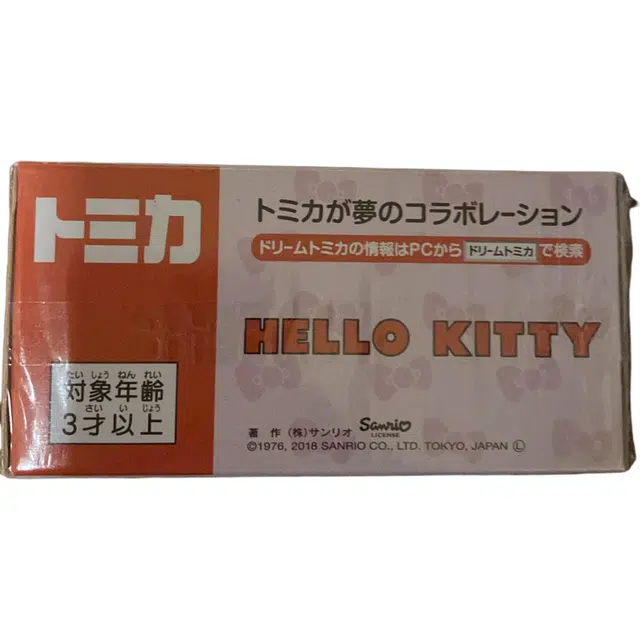 トミカ
トミカが夢のコラボレーション
ドリームトミカの情報はPCから ドリームトミカ で検索
HELLO KITTY
たい しょう ねん れい
対象年齢
さい い じょう
3才以上
著作 (株)サンリオ Sanrio
LICENSE
©1976, 2018 SANRIO CO., LTD. TOKYO, JAPAN Ⓛ